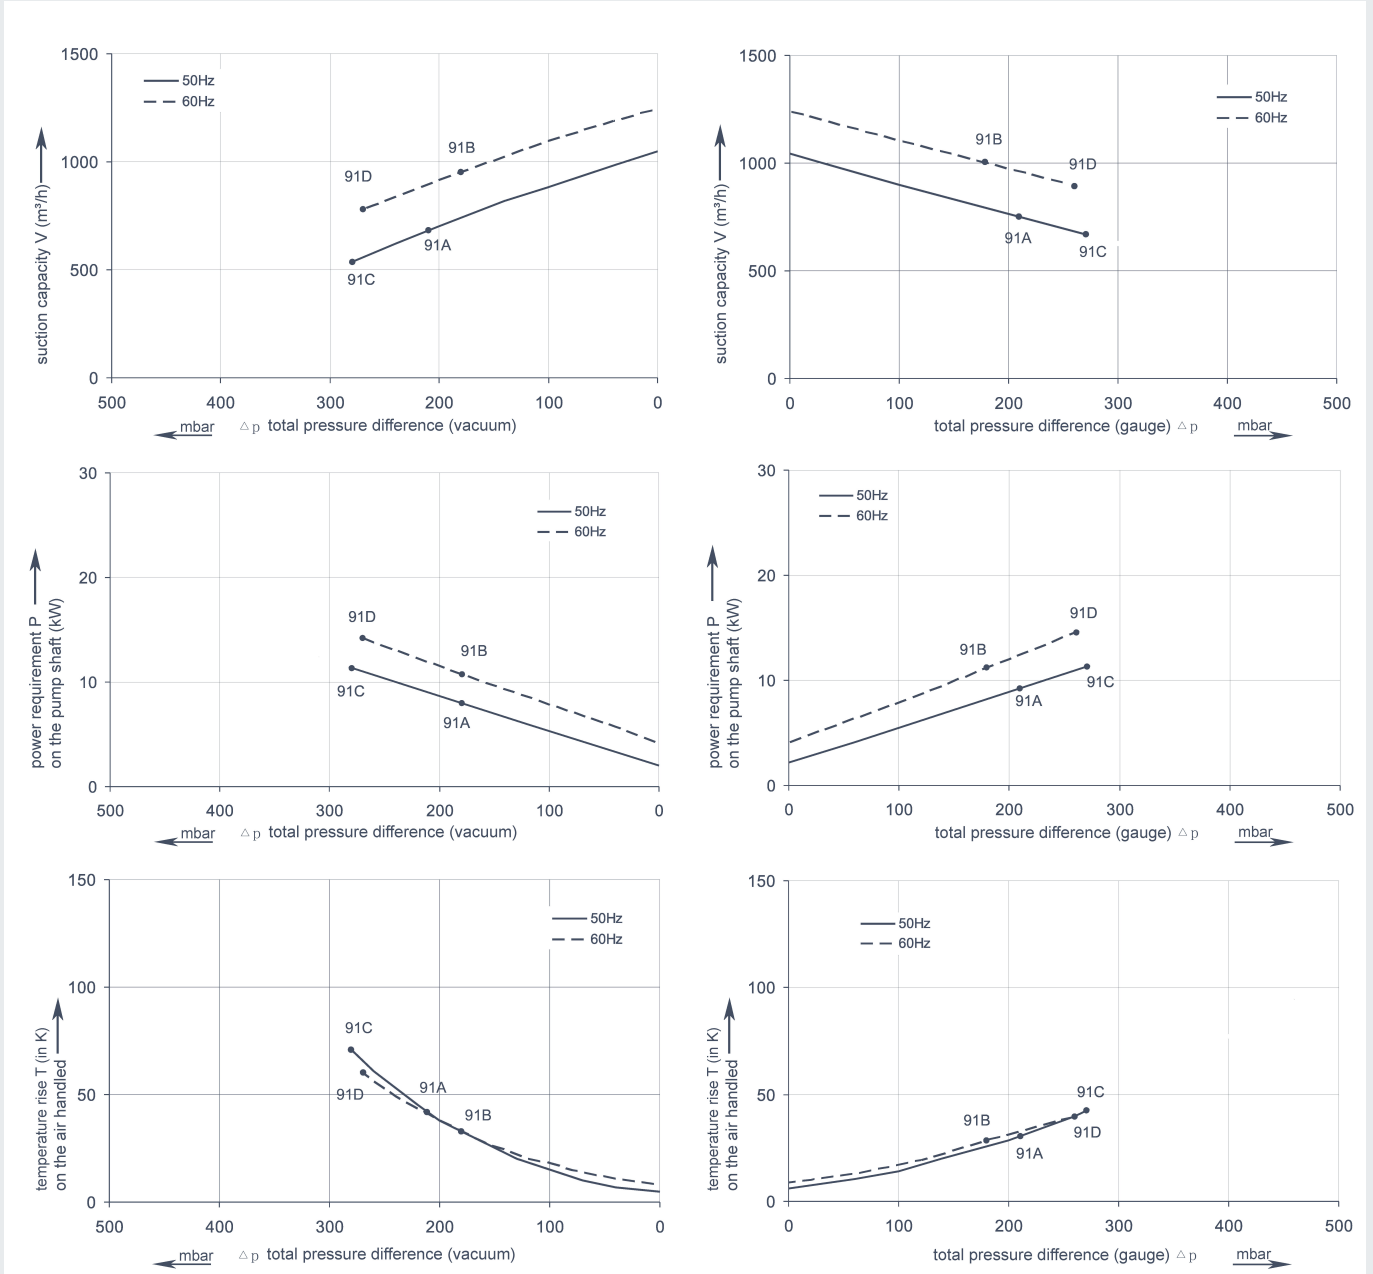 1500
1000
500
0
suction capacity V (m³/h)
50Hz
60Hz
91B
91D
91A
91C
500 400 300 200 100 0
mbar △p total pressure difference (vacuum)
1500
1000
500
0
suction capacity V (m³/h)
50Hz
60Hz
91B
91D
91A
91C
0 100 200 300 400 500
total pressure difference (gauge) △p mbar
30
20
10
0
power requirement P
on the pump shaft (kW)
50Hz
60Hz
91D
91B
91C
91A
500 400 300 200 100 0
mbar △p total pressure difference (vacuum)
30
20
10
0
power requirement P
on the pump shaft (kW)
50Hz
60Hz
91D
91B
91C
91A
0 100 200 300 400 500
total pressure difference (gauge) △p mbar
150
100
50
0
temperature rise T (in K)
on the air handled
50Hz
60Hz
91C
91D
91A
91B
500 400 300 200 100 0
mbar △p total pressure difference (vacuum)
150
100
50
0
temperature rise T (in K)
on the air handled
50Hz
60Hz
91C
91B
91D
91A
0 100 200 300 400 500
total pressure difference (gauge) △p mbar